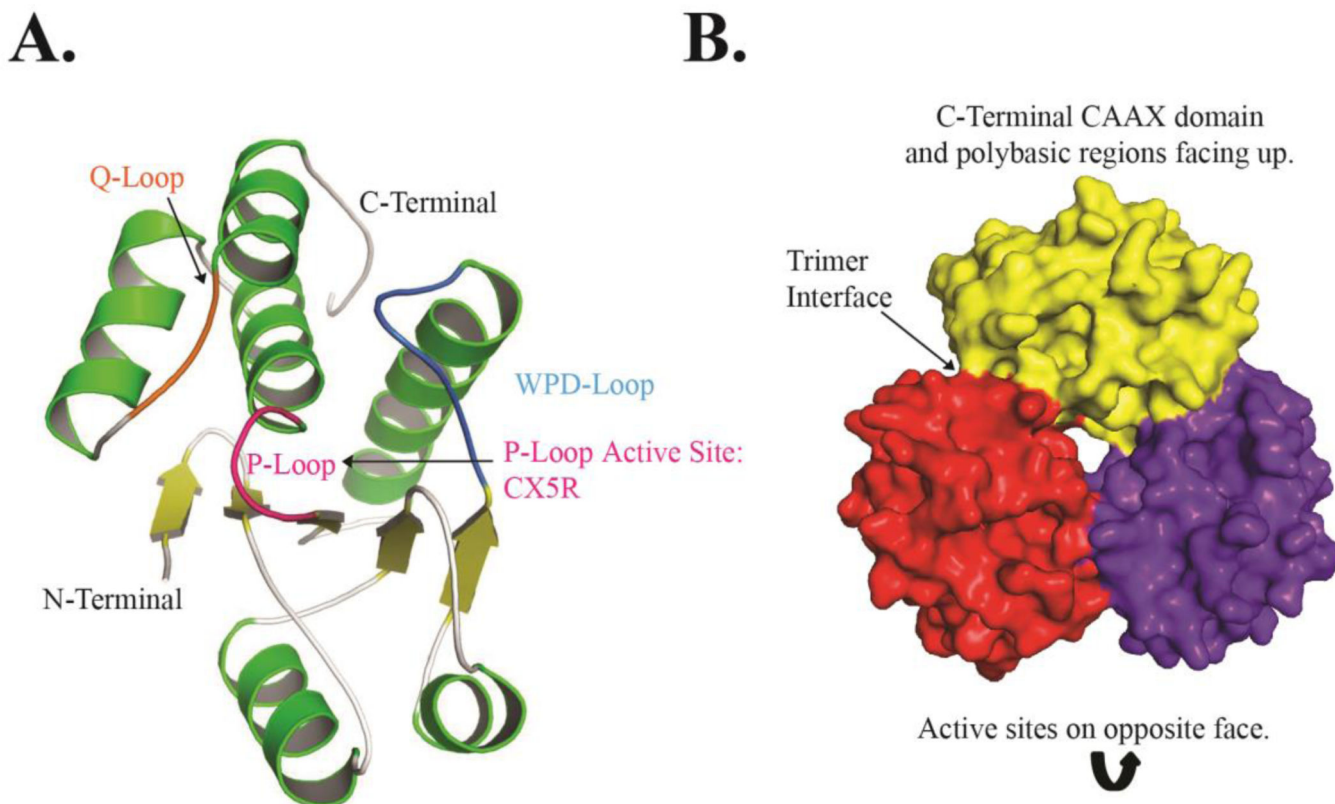 A.
Q-Loop
C-Terminal
WPD-Loop
P-Loop
P-Loop Active Site:
CX5R
N-Terminal
B.
C-Terminal CAAX domain
and polybasic regions facing up.
Trimer
Interface
Active sites on opposite face.